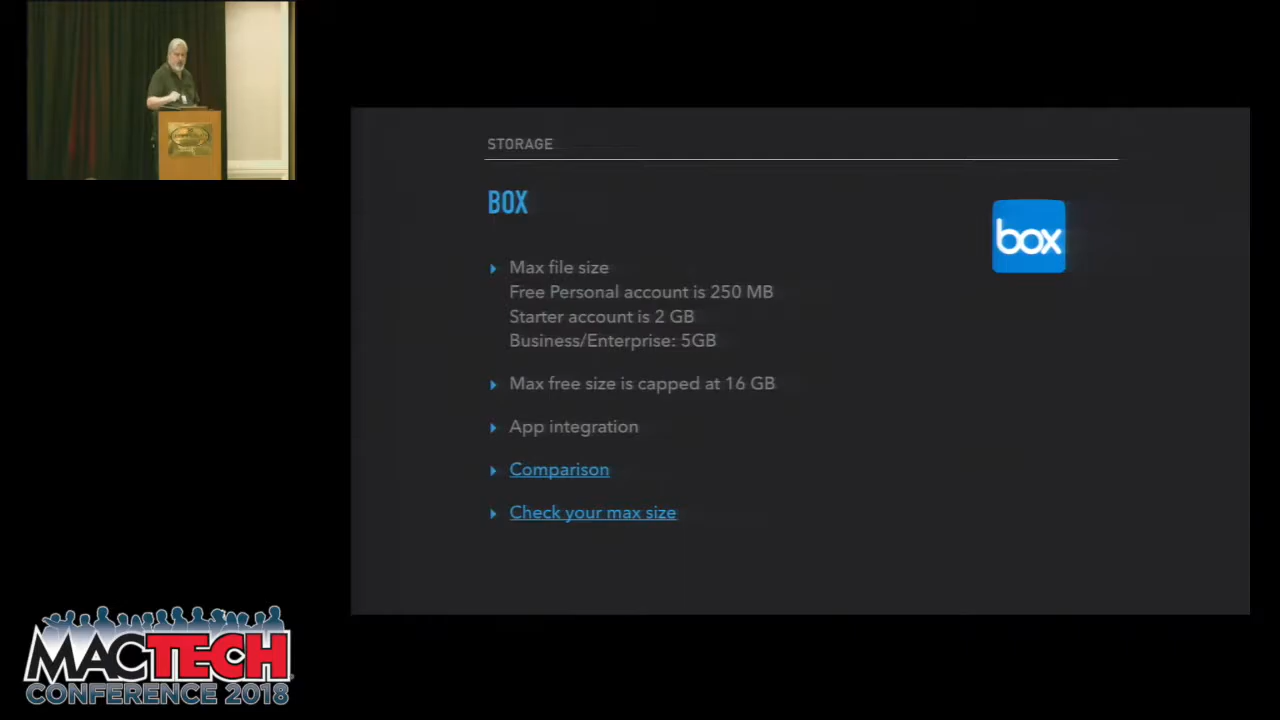 STORAGE
BOX
box
Max file size
Free Personal account is 250 MB
Starter account is 2 GB
Business/Enterprise: 5GB
Max free size is capped at 16 GB
App integration
Comparison
Check your max size
MACTECH
CONFERENCE 2018